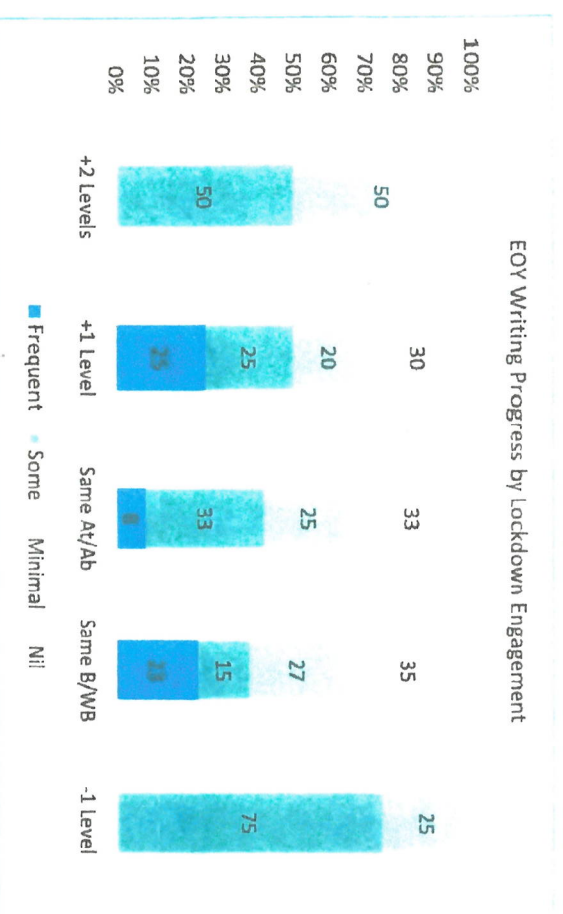 EOY Writing Progress by Lockdown Engagement
100%
90%
80%
70%
60%
50%
40%
30%
20%
10%
0%
50 30 33 35 25
50 20 25 27 75
25 33 15
25 8 23
+2 Levels +1 Level Same At/Ab Same B/WB -1 Level
Frequent Some Minimal Nil